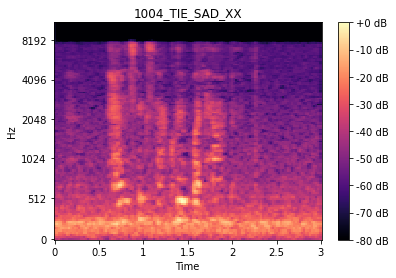 1004_TIE_SAD_XX
+0 dB
8192
-10 dB
4096
-20 dB
-30 dB
2048
Hz
-40 dB
1024
-50 dB
512
-60 dB
-70 dB
0
-80 dB
0 0.5 1 1.5 2 2.5 3
Time